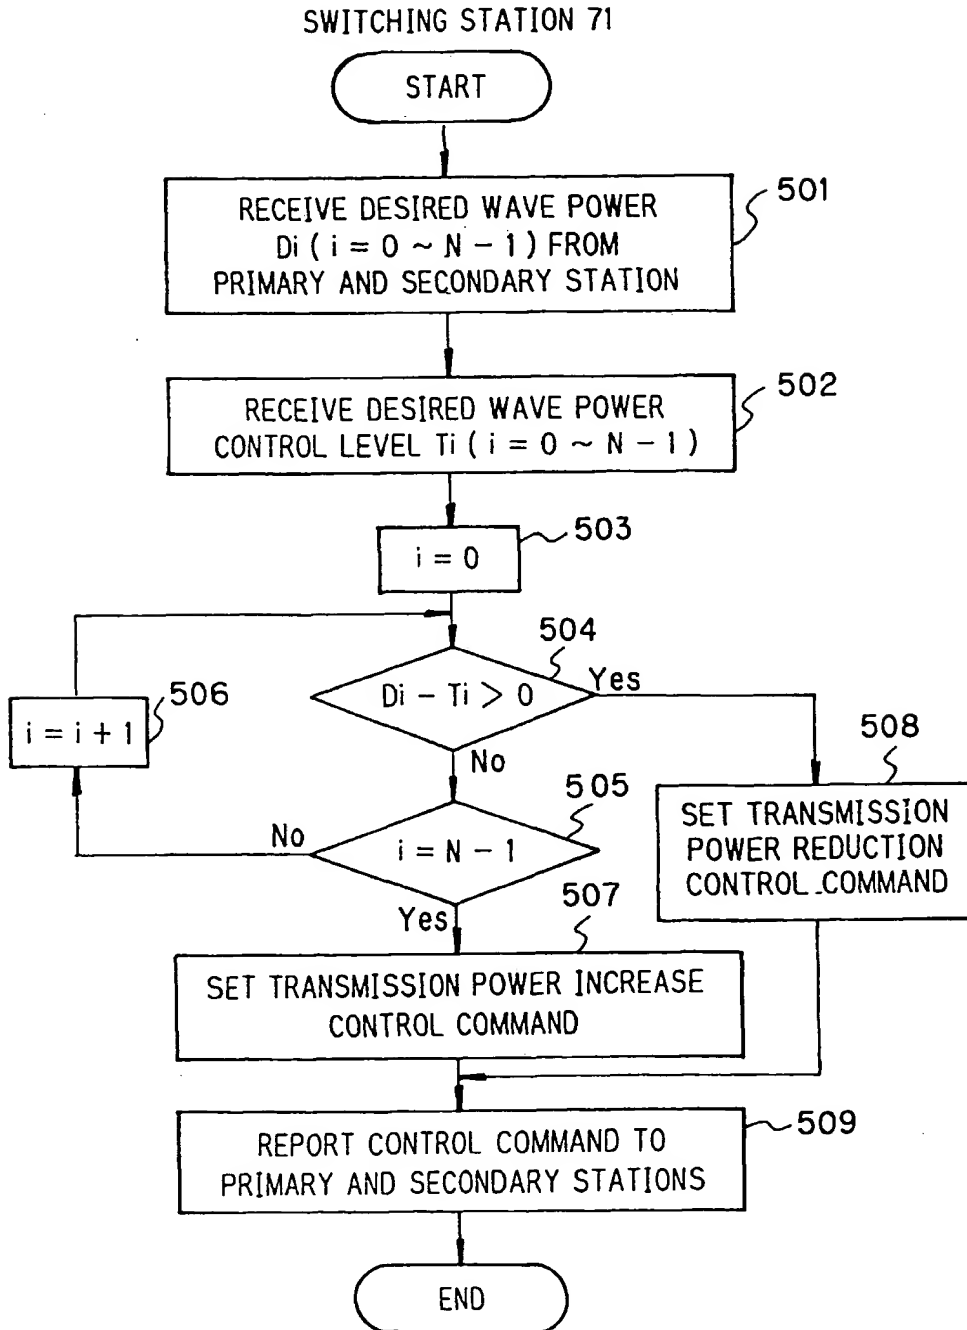 SWITCHING STATION 71
START
RECEIVE DESIRED WAVE POWER
Di ( i = 0 ~ N - 1 ) FROM
PRIMARY AND SECONDARY STATION
501
RECEIVE DESIRED WAVE POWER
CONTROL LEVEL Ti ( i = 0 ~ N - 1 )
502
i = 0
503
504
Di - Ti > 0
Yes
No
506
i = i + 1
505
i = N - 1
No
Yes
508
SET TRANSMISSION
POWER REDUCTION
CONTROL COMMAND
507
SET TRANSMISSION POWER INCREASE
CONTROL COMMAND
REPORT CONTROL COMMAND TO
PRIMARY AND SECONDARY STATIONS
509
END